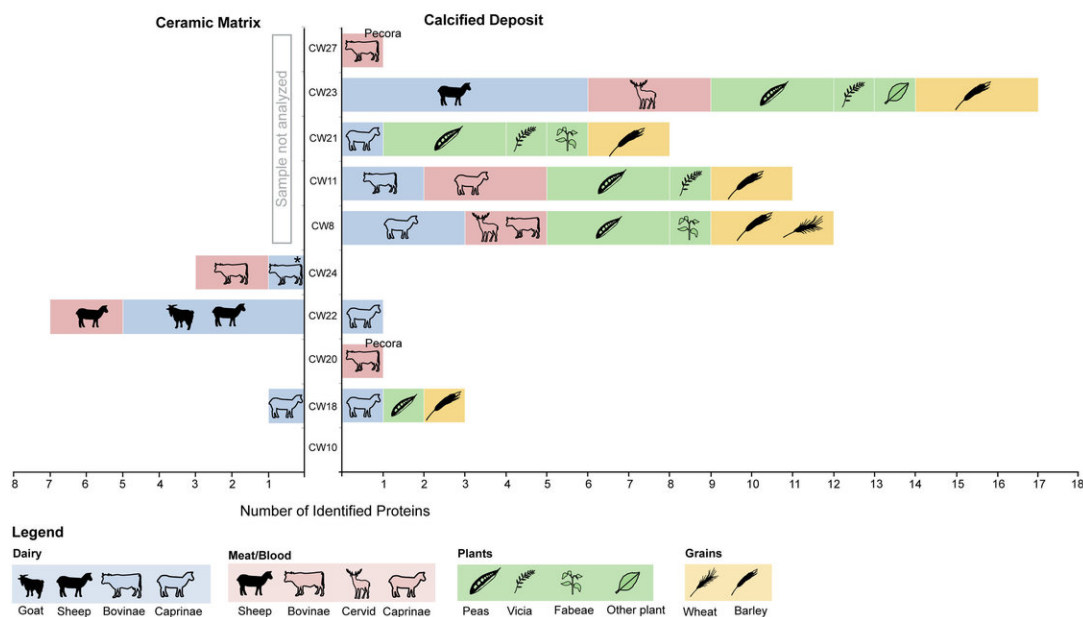 Ceramic Matrix
Calcified Deposit
Sample not analyzed
CW27
Pecora
CW23
CW21
CW11
CW8
CW24
*
CW22
CW20
Pecora
CW18
CW10
8 7 6 5 4 3 2 1
1 2 3 4 5 6 7 8 9 10 11 12 13 14 15 16 17 18
Number of Identified Proteins
Legend
Dairy
Goat Sheep Bovinae Caprinae
Meat/Blood
Sheep Bovinae Cervid Caprinae
Plants
Peas Vicia Fabeae Other plant
Grains
Wheat Barley